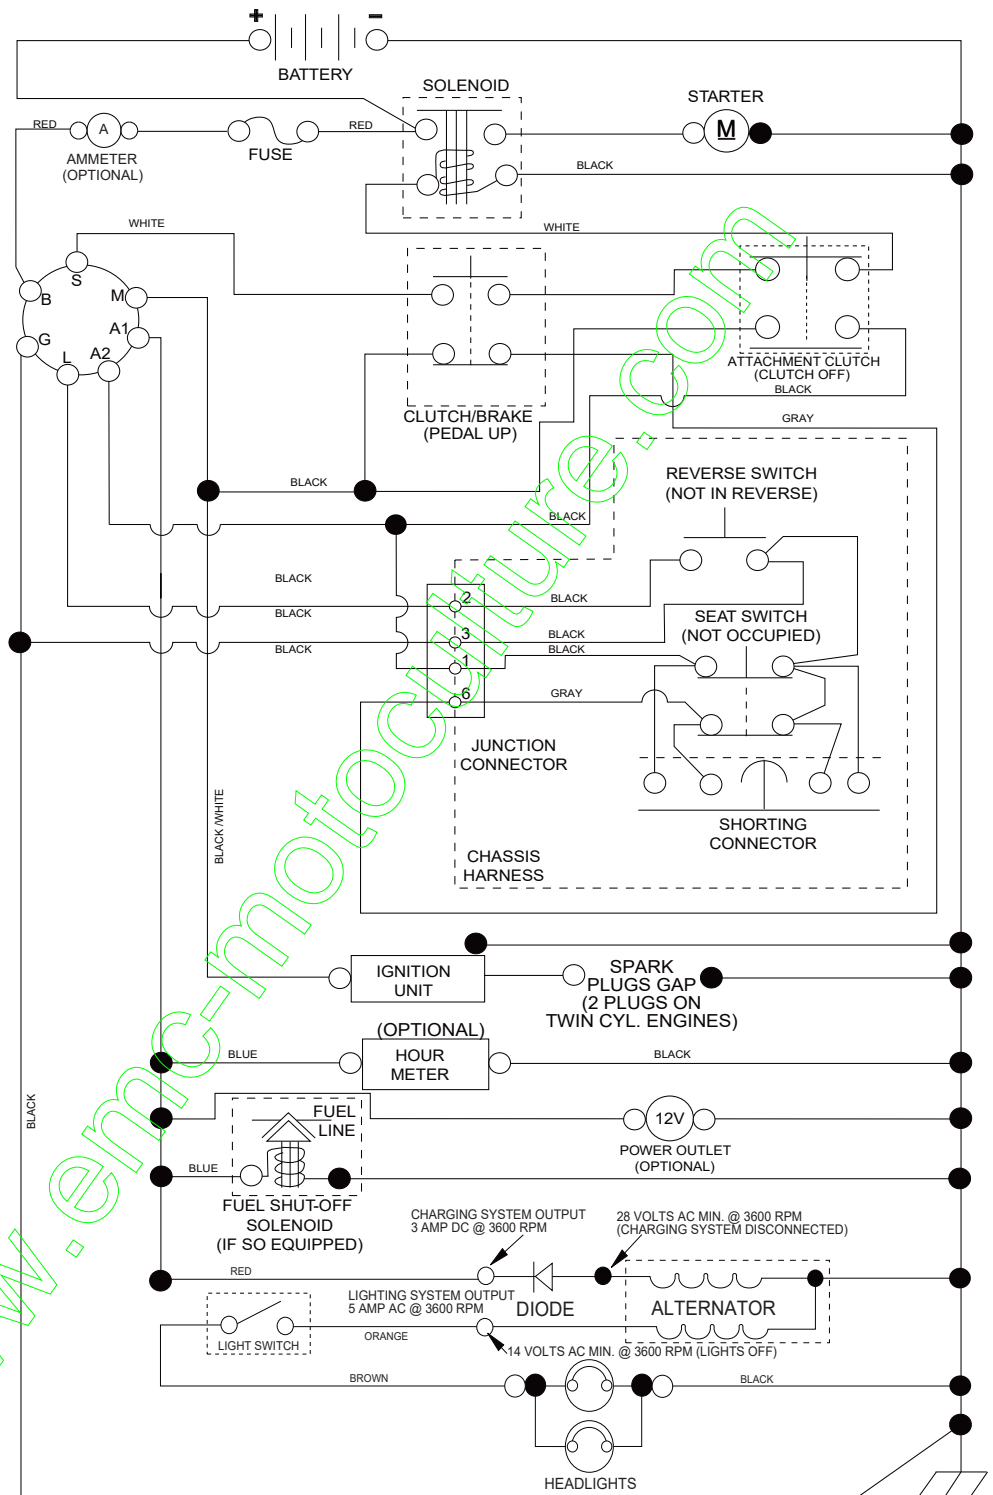 + −
BATTERY
SOLENOID
STARTER
RED
A
RED
M
AMMETER
(OPTIONAL)
FUSE
BLACK
WHITE
WHITE
S
B
M
G
A1
L
A2
ATTACHMENT CLUTCH
(CLUTCH OFF)
BLACK
CLUTCH/BRAKE
(PEDAL UP)
GRAY
REVERSE SWITCH
(NOT IN REVERSE)
BLACK
BLACK
BLACK
2
BLACK
BLACK
SEAT SWITCH
(NOT OCCUPIED)
3
BLACK
BLACK
BLACK
1
6
GRAY
JUNCTION
CONNECTOR
BLACK /WHITE
SHORTING
CONNECTOR
CHASSIS
HARNESS
IGNITION
UNIT
SPARK
PLUGS GAP
(2 PLUGS ON
TWIN CYL. ENGINES)
(OPTIONAL)
BLUE
HOUR
METER
BLACK
BLACK
FUEL
LINE
12V
POWER OUTLET
(OPTIONAL)
BLUE
FUEL SHUT-OFF
SOLENOID
(IF SO EQUIPPED)
CHARGING SYSTEM OUTPUT
3 AMP DC @ 3600 RPM
28 VOLTS AC MIN. @ 3600 RPM
(CHARGING SYSTEM DISCONNECTED)
RED
LIGHTING SYSTEM OUTPUT
5 AMP AC @ 3600 RPM
DIODE
ALTERNATOR
LIGHT SWITCH
ORANGE
14 VOLTS AC MIN. @ 3600 RPM (LIGHTS OFF)
BROWN
BLACK
HEADLIGHTS
w.emc-motoculture.com